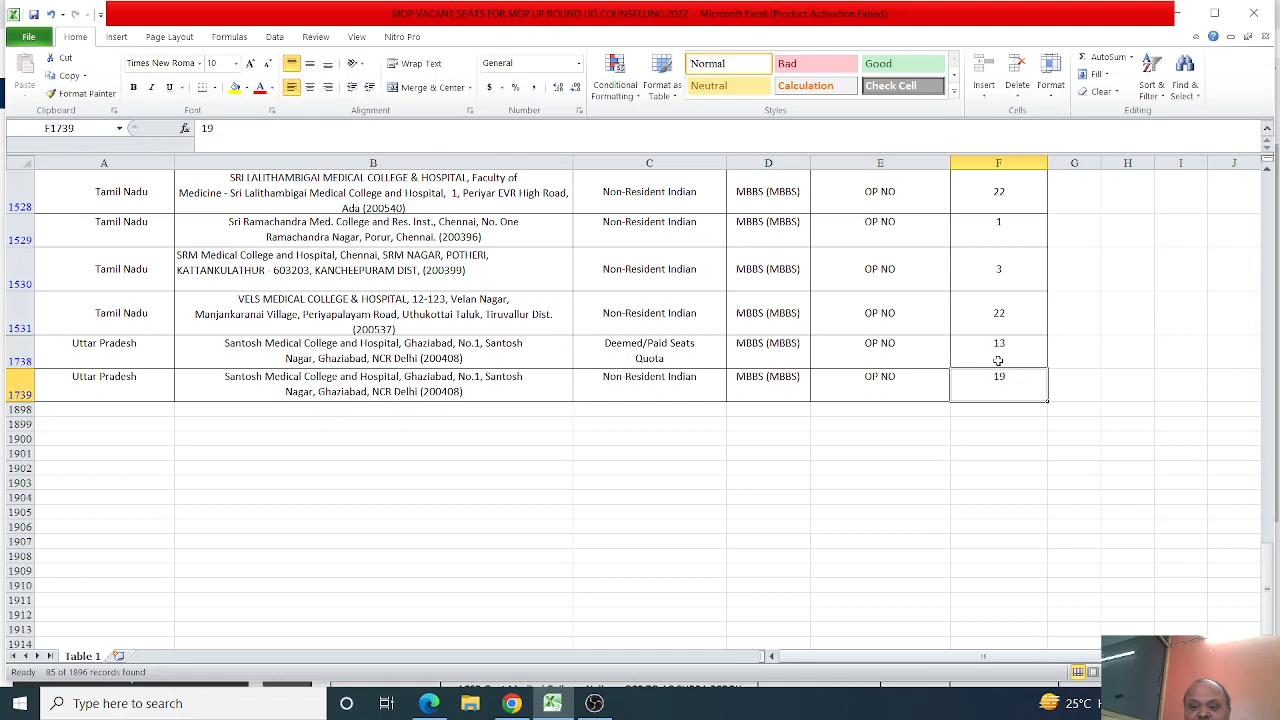 MOP VACANT SEATS FOR MOP UP ROUND UG COUNSELLING 2022 - Microsoft Excel (Product Activation Failed)
File Home Insert Page Layout Formulas Data Review View Nitro Pro
Cut
Copy
Format Painter
Paste
Clipboard
Times New Roma 10
B I U
Font
Wrap Text
Merge & Center
Alignment
General
$ % ,
Number
Conditional Formatting
Format as Table
Normal Bad Good
Neutral Calculation Check Cell
Styles
Insert Delete Format
Cells
AutoSum
Fill
Clear
Sort & Filter
Find & Select
Editing
F1739 fx 19
A B C D E F G H I J
SRI LALITHAMBIGAI MEDICAL COLLEGE & HOSPITAL, Faculty of
1528 Tamil Nadu Medicine - Sri Lalithambigai Medical College and Hospital, 1, Periyar EVR High Road, Non-Resident Indian MBBS (MBBS) OP NO 22
Ada (200540)
1529 Tamil Nadu Sri Ramachandra Med. College and Res. Inst., Chennai, No. One Non-Resident Indian MBBS (MBBS) OP NO 1
Ramachandra Nagar, Porur, Chennai. (200396)
SRM Medical College and Hospital, Chennai, SRM NAGAR, POTHERI,
1530 Tamil Nadu KATTANKULATHUR - 603203, KANCHEEPURAM DIST, (200399) Non-Resident Indian MBBS (MBBS) OP NO 3
VELS MEDICAL COLLEGE & HOSPITAL, 12-123, Velan Nagar,
1531 Tamil Nadu Manjankaranai Village, Periyapalayam Road, Uthukottai Taluk, Tiruvallur Dist. Non-Resident Indian MBBS (MBBS) OP NO 22
(200537)
1738 Uttar Pradesh Santosh Medical College and Hospital, Ghaziabad, No.1, Santosh Deemed/Paid Seats MBBS (MBBS) OP NO 13
Nagar, Ghaziabad, NCR Delhi (200408) Quota
1739 Uttar Pradesh Santosh Medical College and Hospital, Ghaziabad, No.1, Santosh Non-Resident Indian MBBS (MBBS) OP NO 19
Nagar, Ghaziabad, NCR Delhi (200408)
1898
1899
1900
1901
1902
1903
1904
1905
1906
1907
1908
1909
1910
1911
1912
1913
1914
Table 1
Ready 85 of 1896 records found
Type here to search
25°C